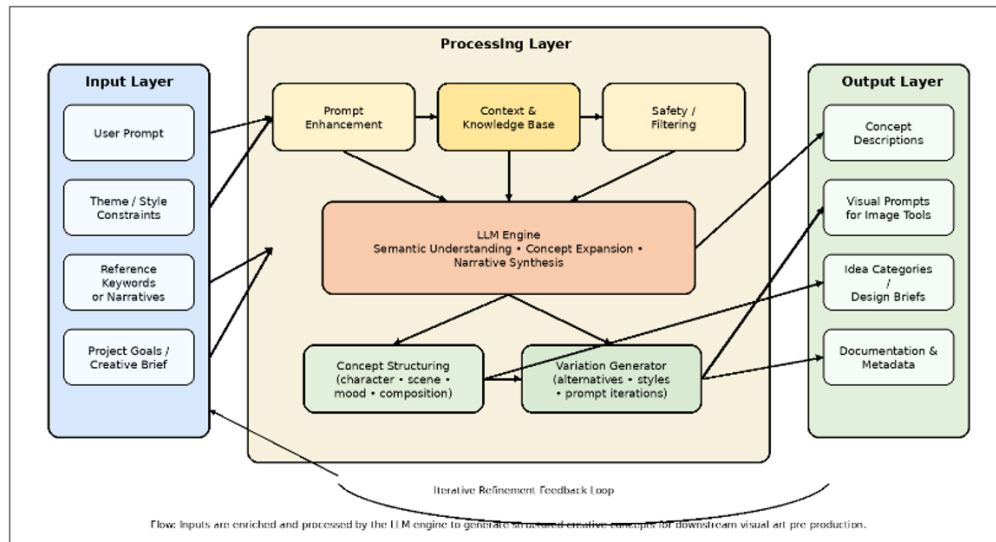 Processing Layer
Input Layer
Output Layer
User Prompt
Theme / Style
Constraints
Reference
Keywords
or Narratives
Project Goals /
Creative Brief
Prompt
Enhancement
Context &
Knowledge Base
Safety /
Filtering
LLM Engine
Semantic Understanding • Concept Expansion •
Narrative Synthesis
Concept Structuring
(character • scene •
mood • composition)
Variation Generator
(alternatives • styles
• prompt iterations)
Concept
Descriptions
Visual Prompts
for Image Tools
Idea Categories
/
Design Briefs
Documentation &
Metadata
Iterative Refinement Feedback Loop
Flow: Inputs are enriched and processed by the LLM engine to generate structured creative concepts for downstream visual art pre production.